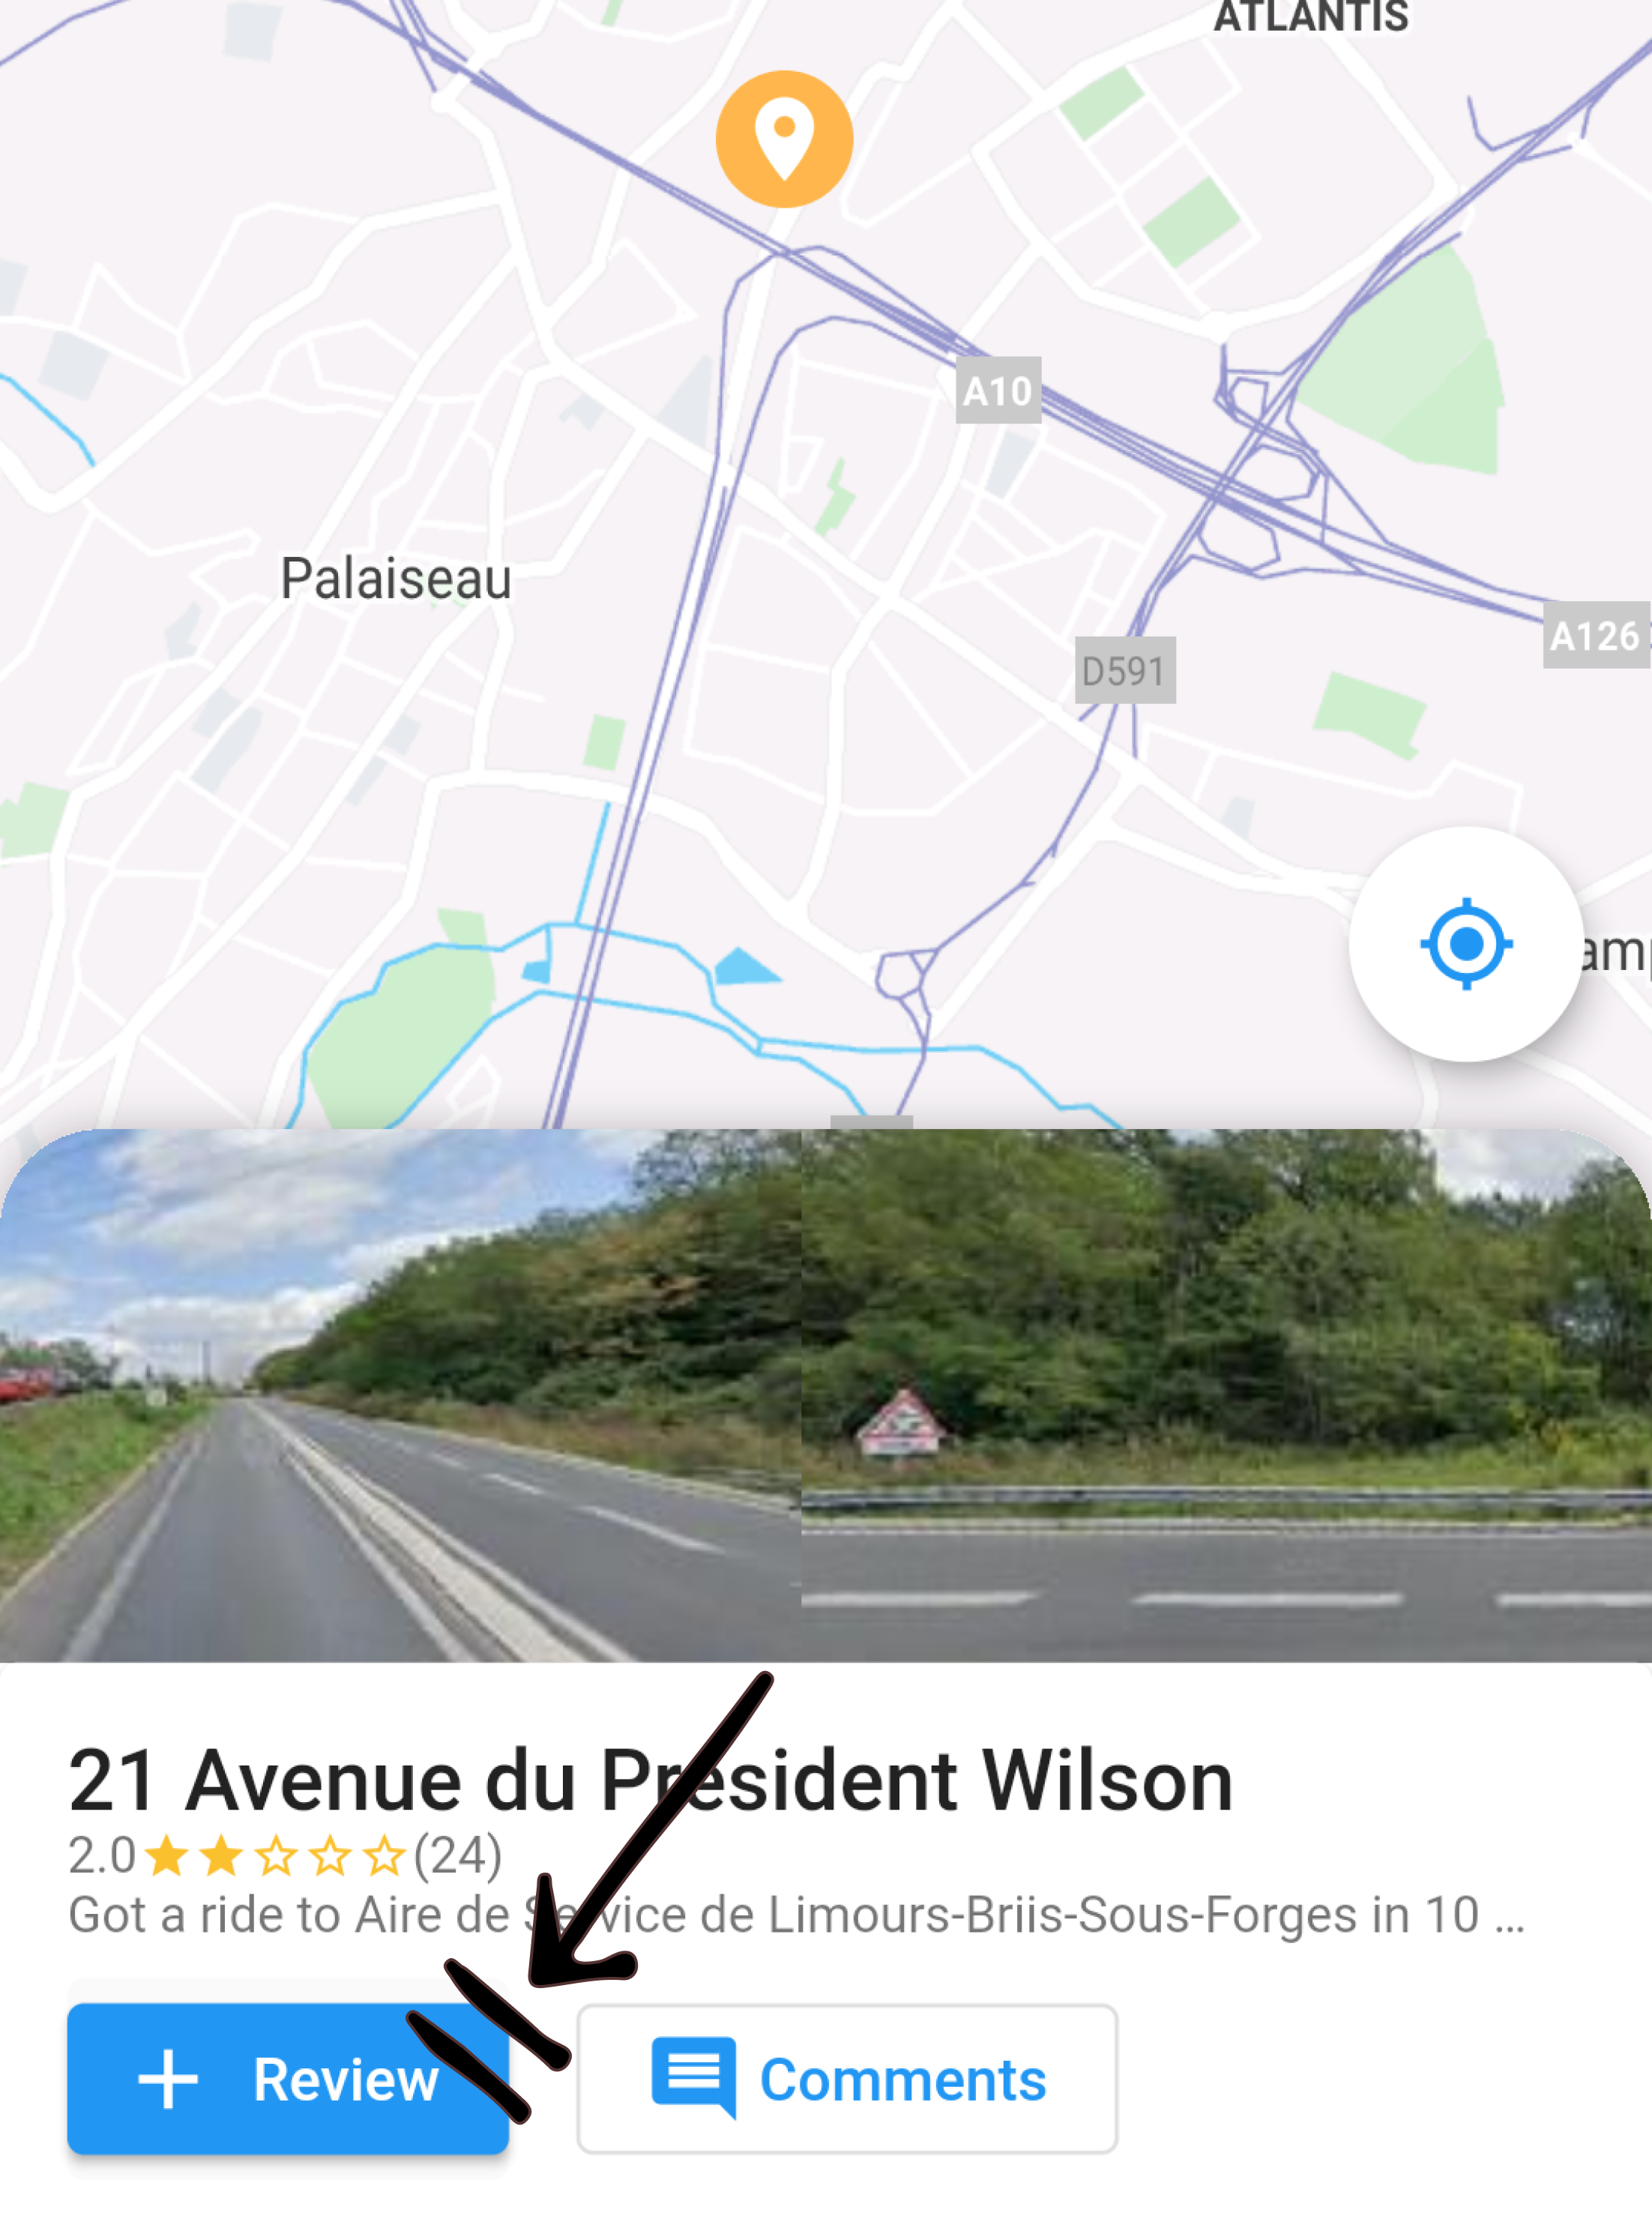 ATLANTIS
A10
Palaiseau
A126
D591
amp
21 Avenue du President Wilson
2.0 (24)
Got a ride to Aire de Service de Limours-Briis-Sous-Forges in 10 ...
+ Review
Comments